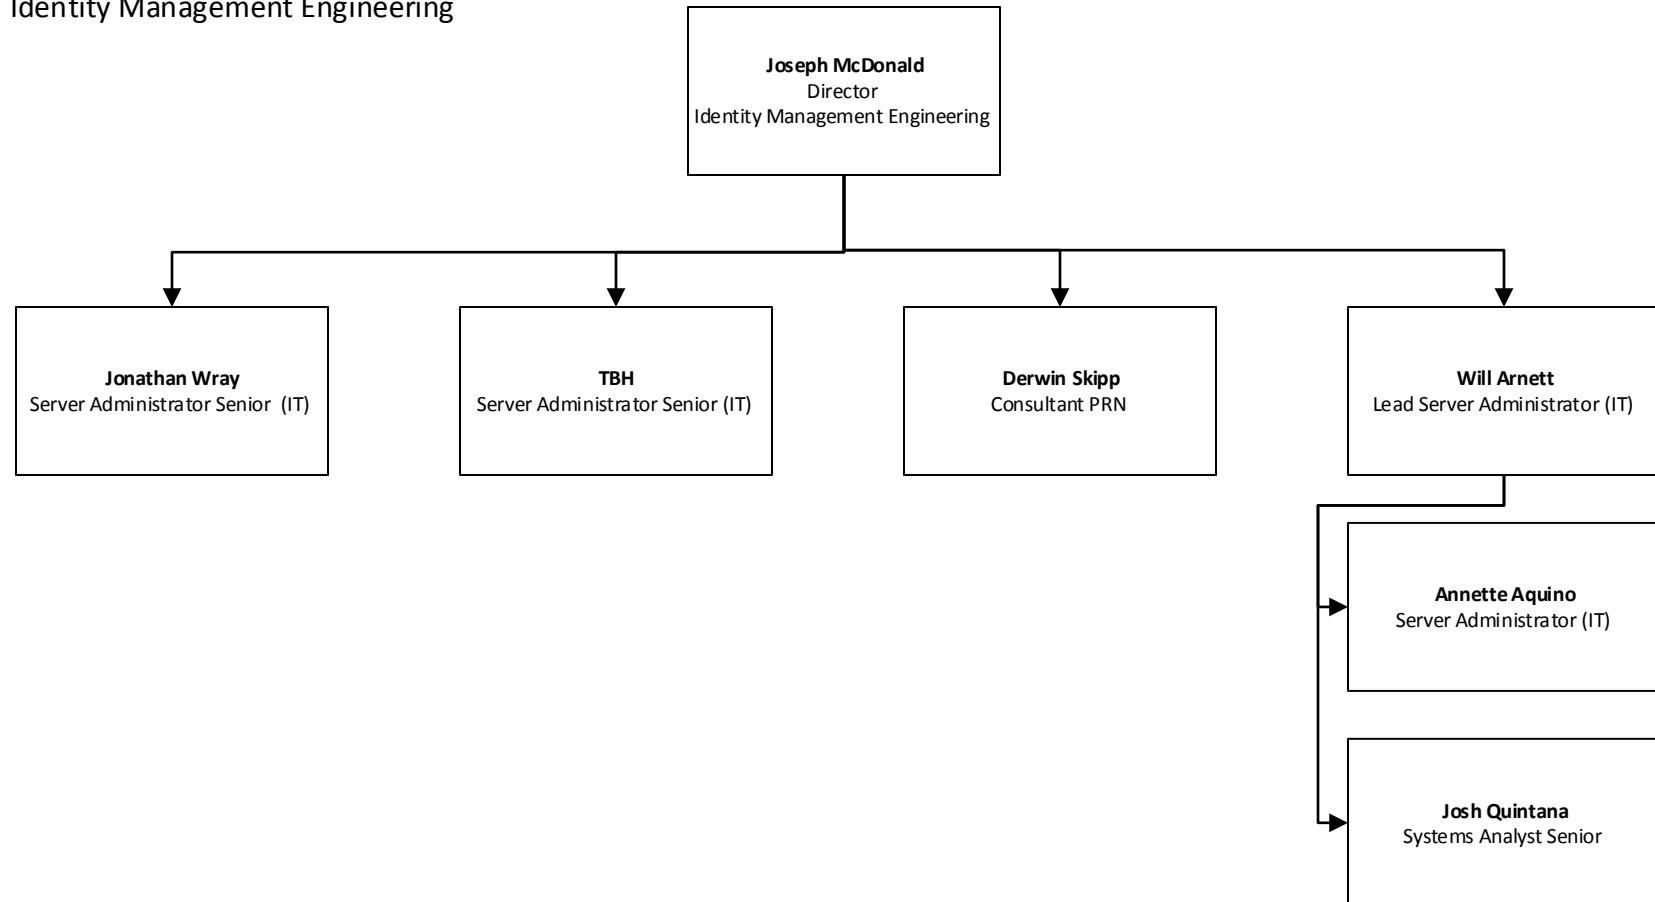 Identity Management Engineering
Joseph McDonald
Director
Identity Management Engineering
Jonathan Wray
Server Administrator Senior (IT)
TBH
Server Administrator Senior (IT)
Derwin Skipp
Consultant PRN
Will Arnett
Lead Server Administrator (IT)
Annette Aquino
Server Administrator (IT)
Josh Quintana
Systems Analyst Senior